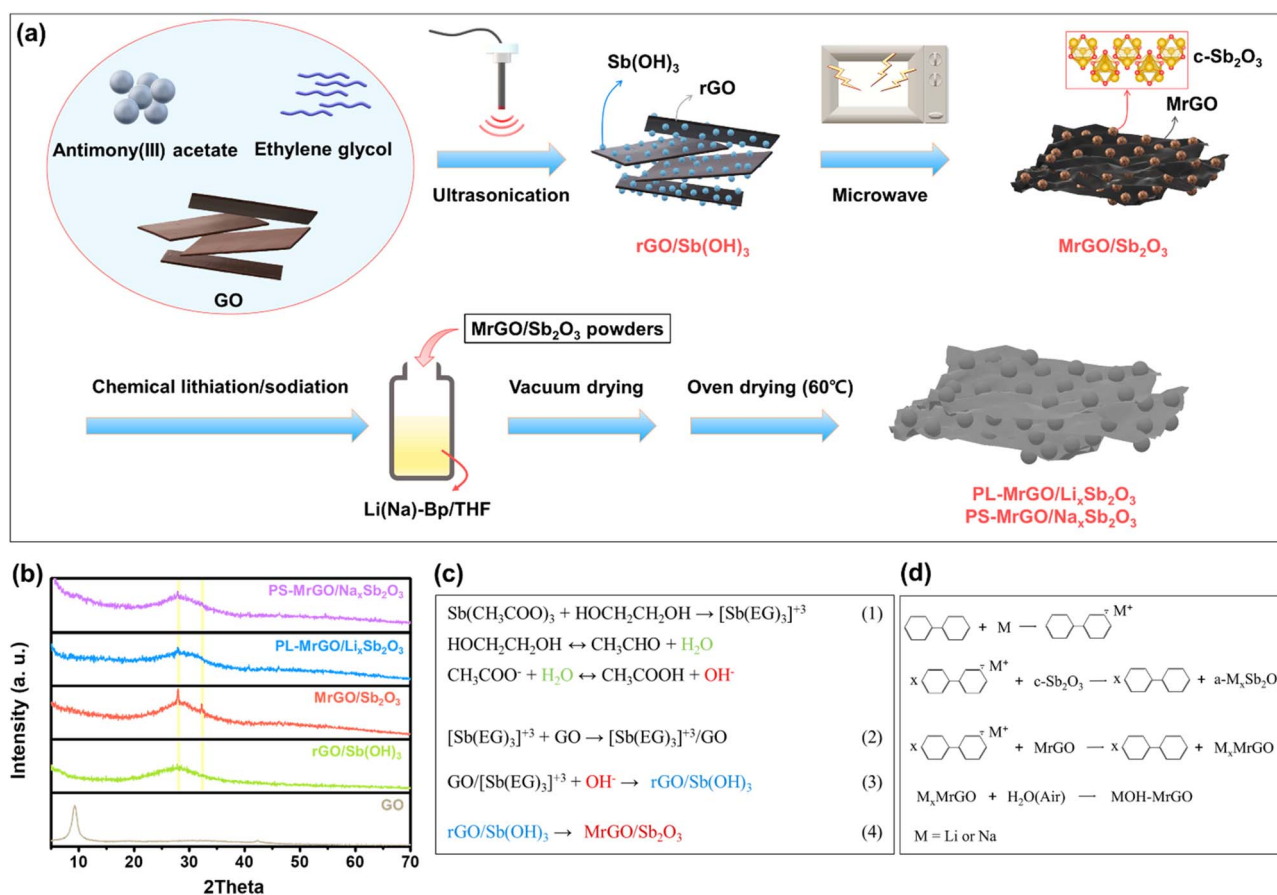 (a)
Antimony(III) acetate
Ethylene glycol
GO
Ultrasonication
Sb(OH)₃
rGO
rGO/Sb(OH)₃
Microwave
c-Sb₂O₃
MrGO
MrGO/Sb₂O₃
Chemical lithiation/sodiation
MrGO/Sb₂O₃ powders
Li(Na)-Bp/THF
Vacuum drying
Oven drying (60℃)
PL-MrGO/LiₓSb₂O₃
PS-MrGO/NaₓSb₂O₃
(b)
Intensity (a. u.)
PS-MrGO/NaₓSb₂O₃
PL-MrGO/LiₓSb₂O₃
MrGO/Sb₂O₃
rGO/Sb(OH)₃
GO
10 20 30 40 50 60 70
2Theta
(c)
Sb(CH₃COO)₃ + HOCH₂CH₂OH → [Sb(EG)₃]⁺³ (1)
HOCH₂CH₂OH ↔ CH₃CHO + H₂O
CH₃COO⁻ + H₂O ↔ CH₃COOH + OH⁻
[Sb(EG)₃]⁺³ + GO → [Sb(EG)₃]⁺³/GO (2)
GO/[Sb(EG)₃]⁺³ + OH⁻ → rGO/Sb(OH)₃ (3)
rGO/Sb(OH)₃ → MrGO/Sb₂O₃ (4)
(d)
+ M → ⁻ M⁺
x ⁻ M⁺ + c-Sb₂O₃ → x + a-MₓSb₂O
x ⁻ M⁺ + MrGO → x + MₓMrGO
MₓMrGO + H₂O(Air) → MOH-MrGO
M = Li or Na